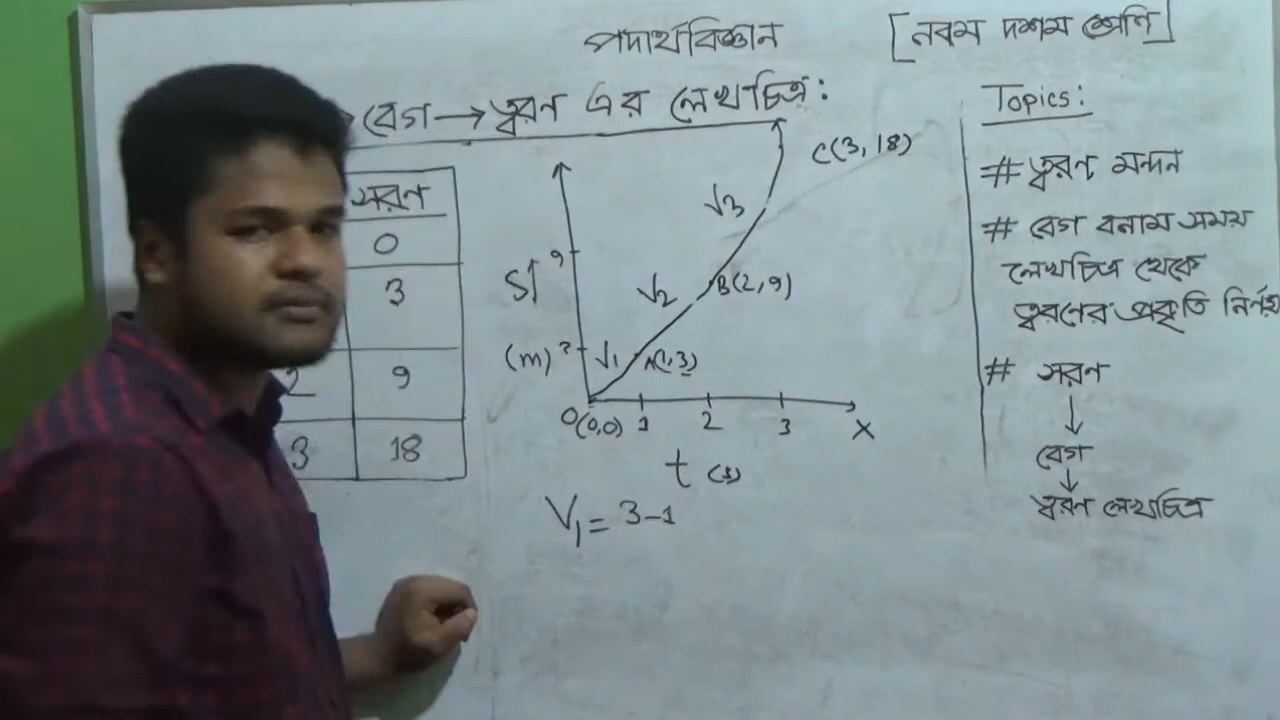 পদার্থবিজ্ঞান
[নবম দশম শ্রেণি]
→ বেগ → ত্বরণ এর লেখচিত্র:
সরণ
0
3
2 9
3 18
S↑
(m)
9
V1
V2
V3
A(1,3)
B(2,9)
C(3,18)
O(0,0) 1 2 3 X
t (s)
V1 = 3-1
Topics:
# ত্বরণ মন্দন
# বেগ বনাম সময়
লেখচিত্র থেকে
ত্বরণের প্রকৃতি নির্ণয়
# সরণ
↓
বেগ
↓
ত্বরণ লেখচিত্র